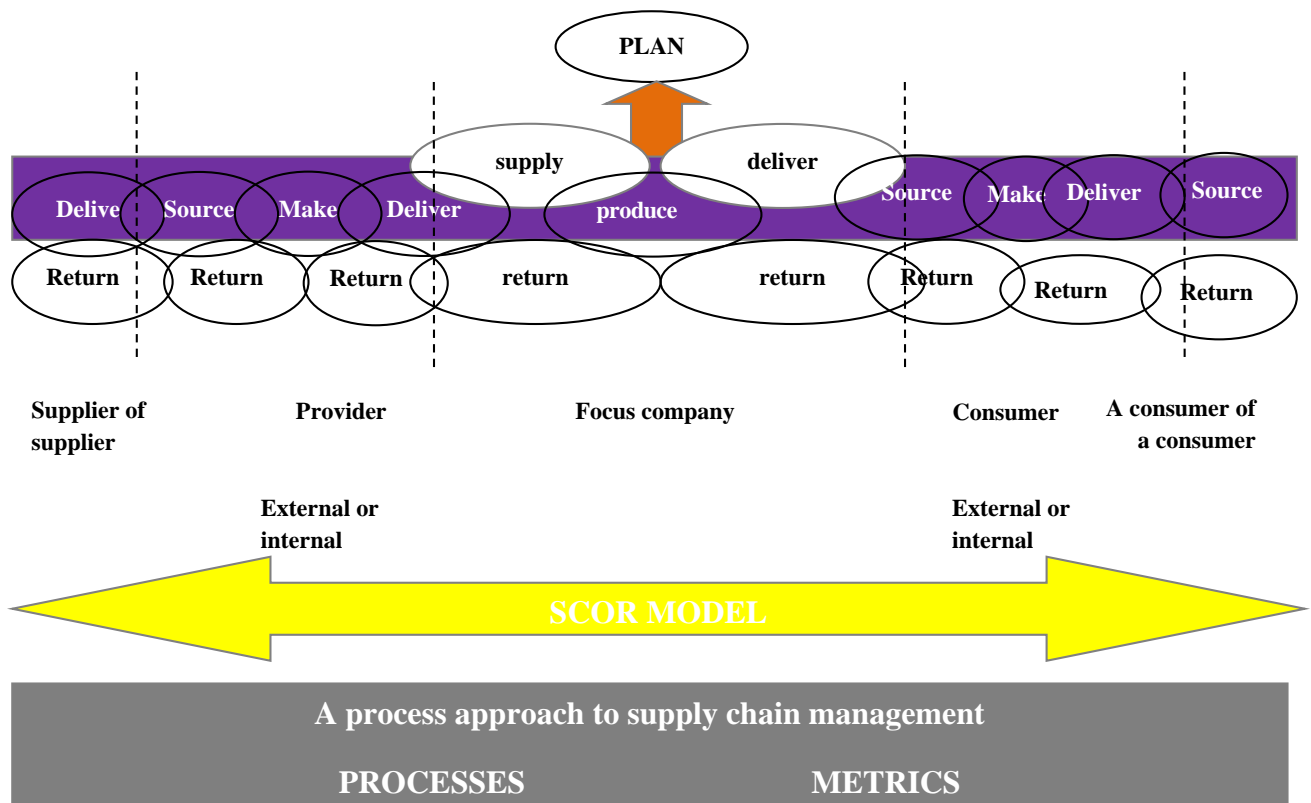 PLAN
supply
deliver
Delive
Source
Make
Deliver
produce
Source
Make
Deliver
Source
Return
Return
Return
return
return
Return
Return
Return
Supplier of
supplier
Provider
Focus company
Consumer
A consumer of
a consumer
External or
internal
External or
internal
SCOR MODEL
A process approach to supply chain management
PROCESSES
METRICS